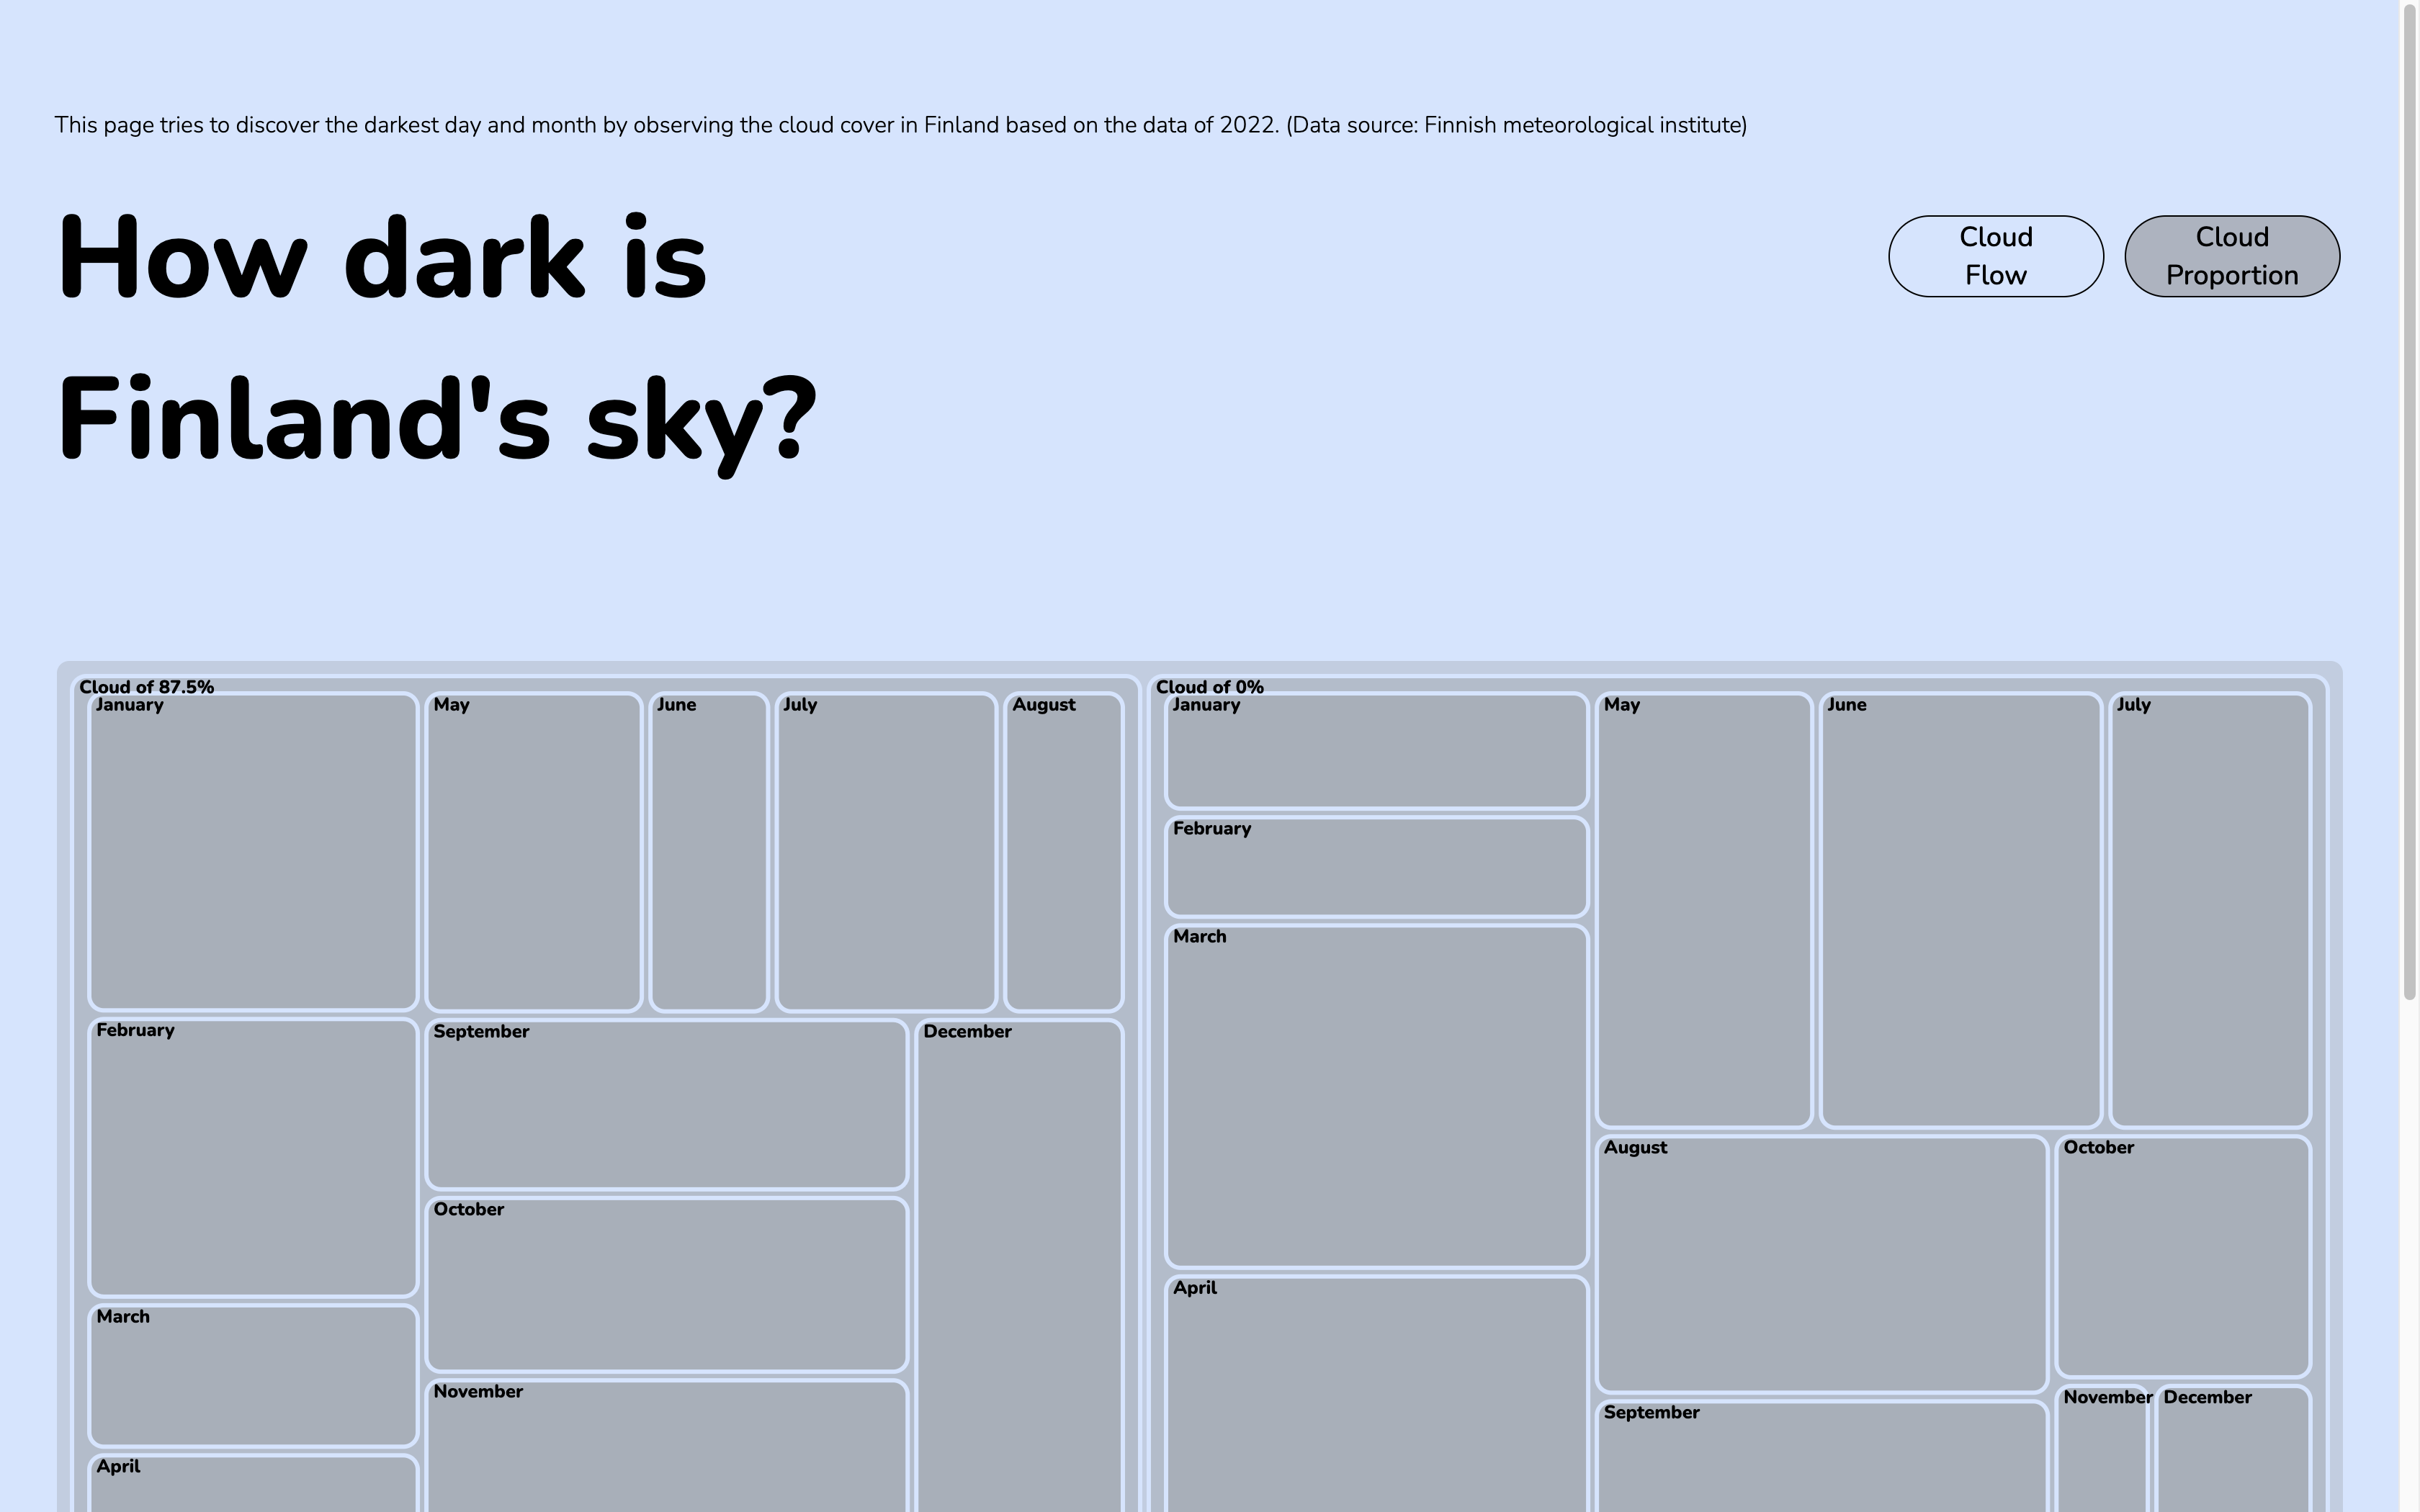 This page tries to discover the darkest day and month by observing the cloud cover in Finland based on the data of 2022. (Data source: Finnish meteorological institute)
How dark is
Finland's sky?
Cloud
Flow
Cloud
Proportion
Cloud of 87.5%
January
May
June
July
August
February
September
December
October
March
November
April
Cloud of 0%
January
May
June
July
February
March
August
October
April
September
November
December